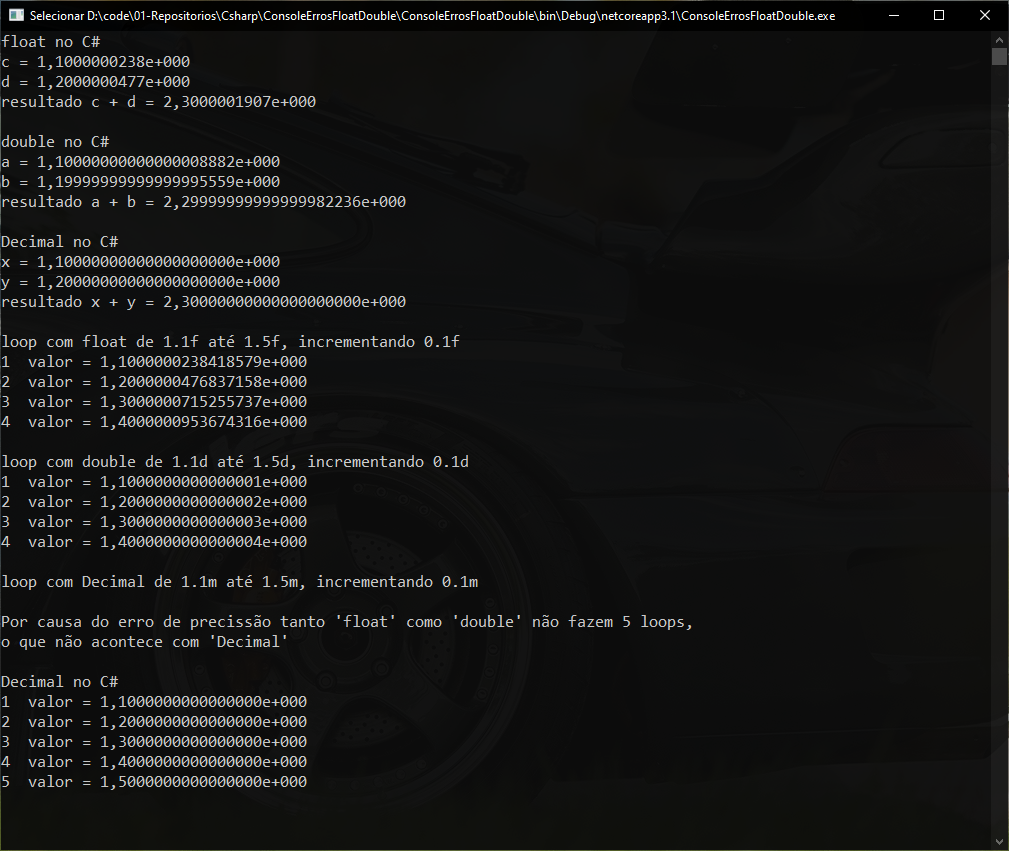 Selecionar D:\code\01-Repositorios\Csharp\ConsoleErrosFloatDouble\ConsoleErrosFloatDouble\bin\Debug\netcoreapp3.1\ConsoleErrosFloatDouble.exe
float no C#
c = 1,1000000238e+000
d = 1,2000000477e+000
resultado c + d = 2,3000001907e+000
double no C#
a = 1,10000000000000008882e+000
b = 1,19999999999999995559e+000
resultado a + b = 2,29999999999999982236e+000
Decimal no C#
x = 1,10000000000000000000e+000
y = 1,20000000000000000000e+000
resultado x + y = 2,30000000000000000000e+000
loop com float de 1.1f até 1.5f, incrementando 0.1f
1  valor = 1,1000000238418579e+000
2  valor = 1,2000000476837158e+000
3  valor = 1,3000000715255737e+000
4  valor = 1,4000000953674316e+000
loop com double de 1.1d até 1.5d, incrementando 0.1d
1  valor = 1,1000000000000001e+000
2  valor = 1,2000000000000002e+000
3  valor = 1,3000000000000003e+000
4  valor = 1,4000000000000004e+000
loop com Decimal de 1.1m até 1.5m, incrementando 0.1m
Por causa do erro de precissão tanto 'float' como 'double' não fazem 5 loops,
o que não acontece com 'Decimal'
Decimal no C#
1  valor = 1,1000000000000000e+000
2  valor = 1,2000000000000000e+000
3  valor = 1,3000000000000000e+000
4  valor = 1,4000000000000000e+000
5  valor = 1,5000000000000000e+000